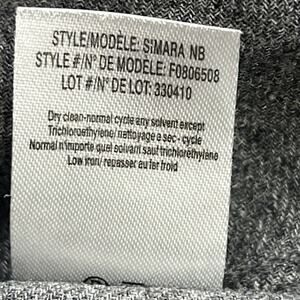 STYLE/MODÈLE: SIMARA NB
STYLE #/N° DE MODÈLE: F0806508
LOT #/N° DE LOT: 330410
Dry clean-normal cycle any solvent except
Trichloroethylene/ nettoyage a sec - cycle
Normal n'importe quel solvant sauf trichloréthylène
Low iron/ repasser au fer froid